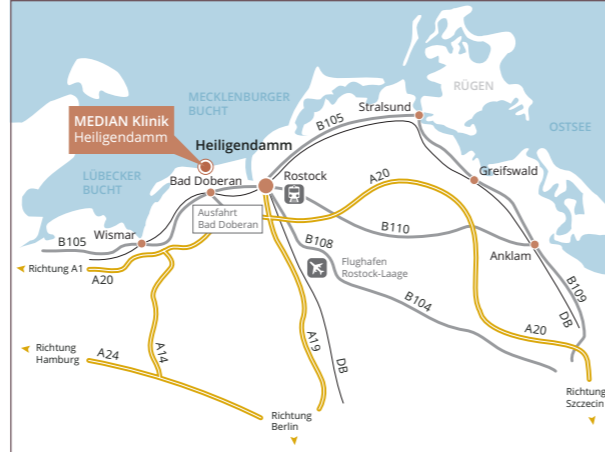 MECKLENBURGER
BUCHT
RÜGEN
OSTSEE
Stralsund
B105
MEDIAN Klinik
Heiligendamm
Heiligendamm
LÜBECKER
BUCHT
Bad Doberan
Rostock
A20
Greifswald
Ausfahrt
Bad Doberan
Wismar
B105
B110
B108
Anklam
Flughafen
Rostock-Laage
Richtung A1
A20
B104
B109
DB
A20
A19
A14
DB
A24
Richtung
Hamburg
Richtung
Berlin
Richtung
Szczecin